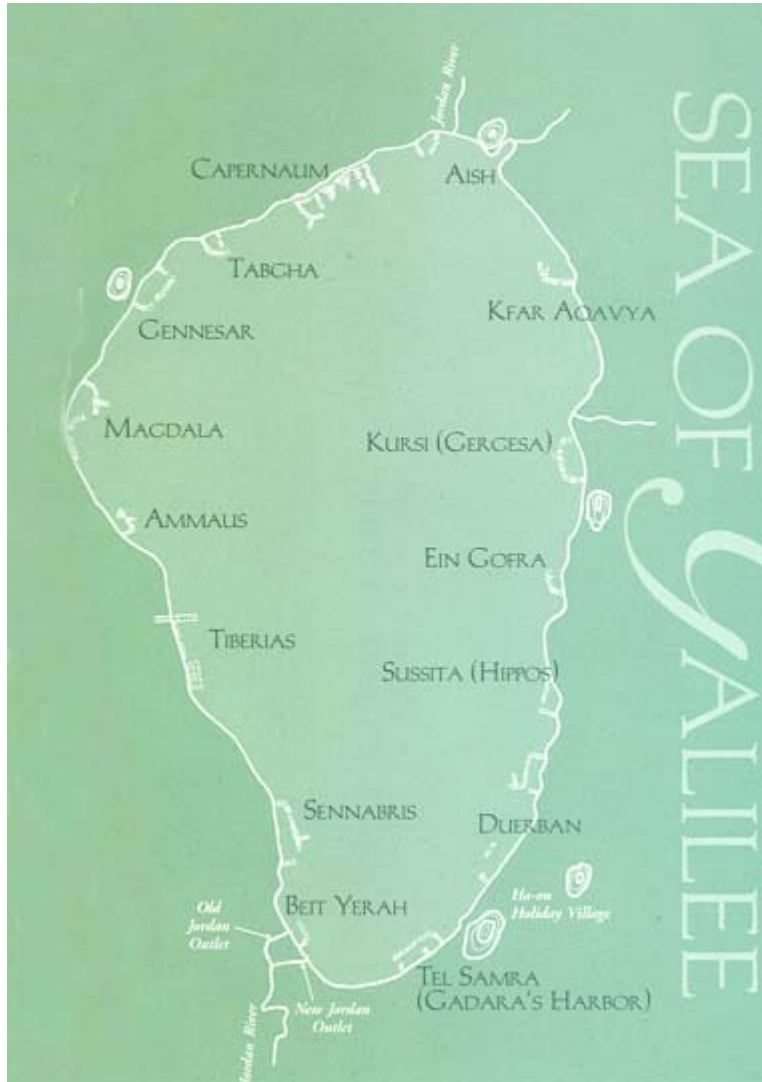 Jordan River
CAPERNAUM
AISH
TABGHA
GENNESAR
KFAR AQAVYA
MAGDALA
KURSI (GERGESA)
AMMAUS
EIN GOFRA
TIBERIAS
SUSSITA (HIPPOS)
SENNABRIS
DUERBAN
BEIT YERAH
Ha-on
Holiday Village
Old
Jordan
Outlet
TEL SAMRA
(GADARA'S HARBOR)
New Jordan
Outlet
Jordan River
SEA OF GALILEE